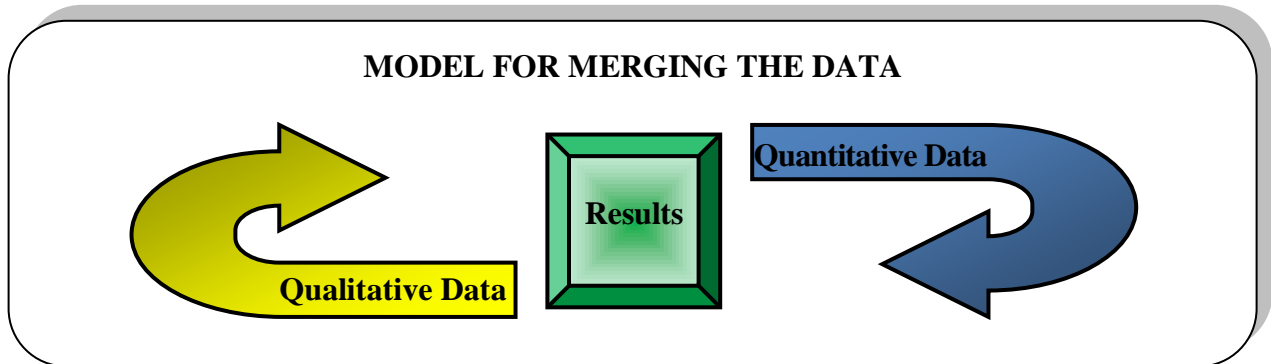 MODEL FOR MERGING THE DATA
Quantitative Data
Results
Qualitative Data